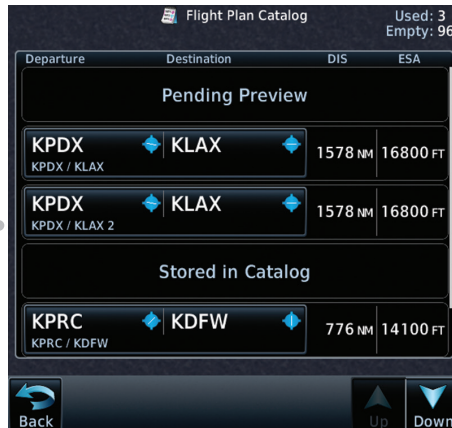 Flight Plan Catalog
Used: 3
Empty: 96
Departure Destination DIS ESA
Pending Preview
KPDX KLAX 1578 NM 16800 FT
KPDX / KLAX
KPDX KLAX 1578 NM 16800 FT
KPDX / KLAX 2
Stored in Catalog
KPRC KDFW 776 NM 14100 FT
KPRC / KDFW
Back Up Down